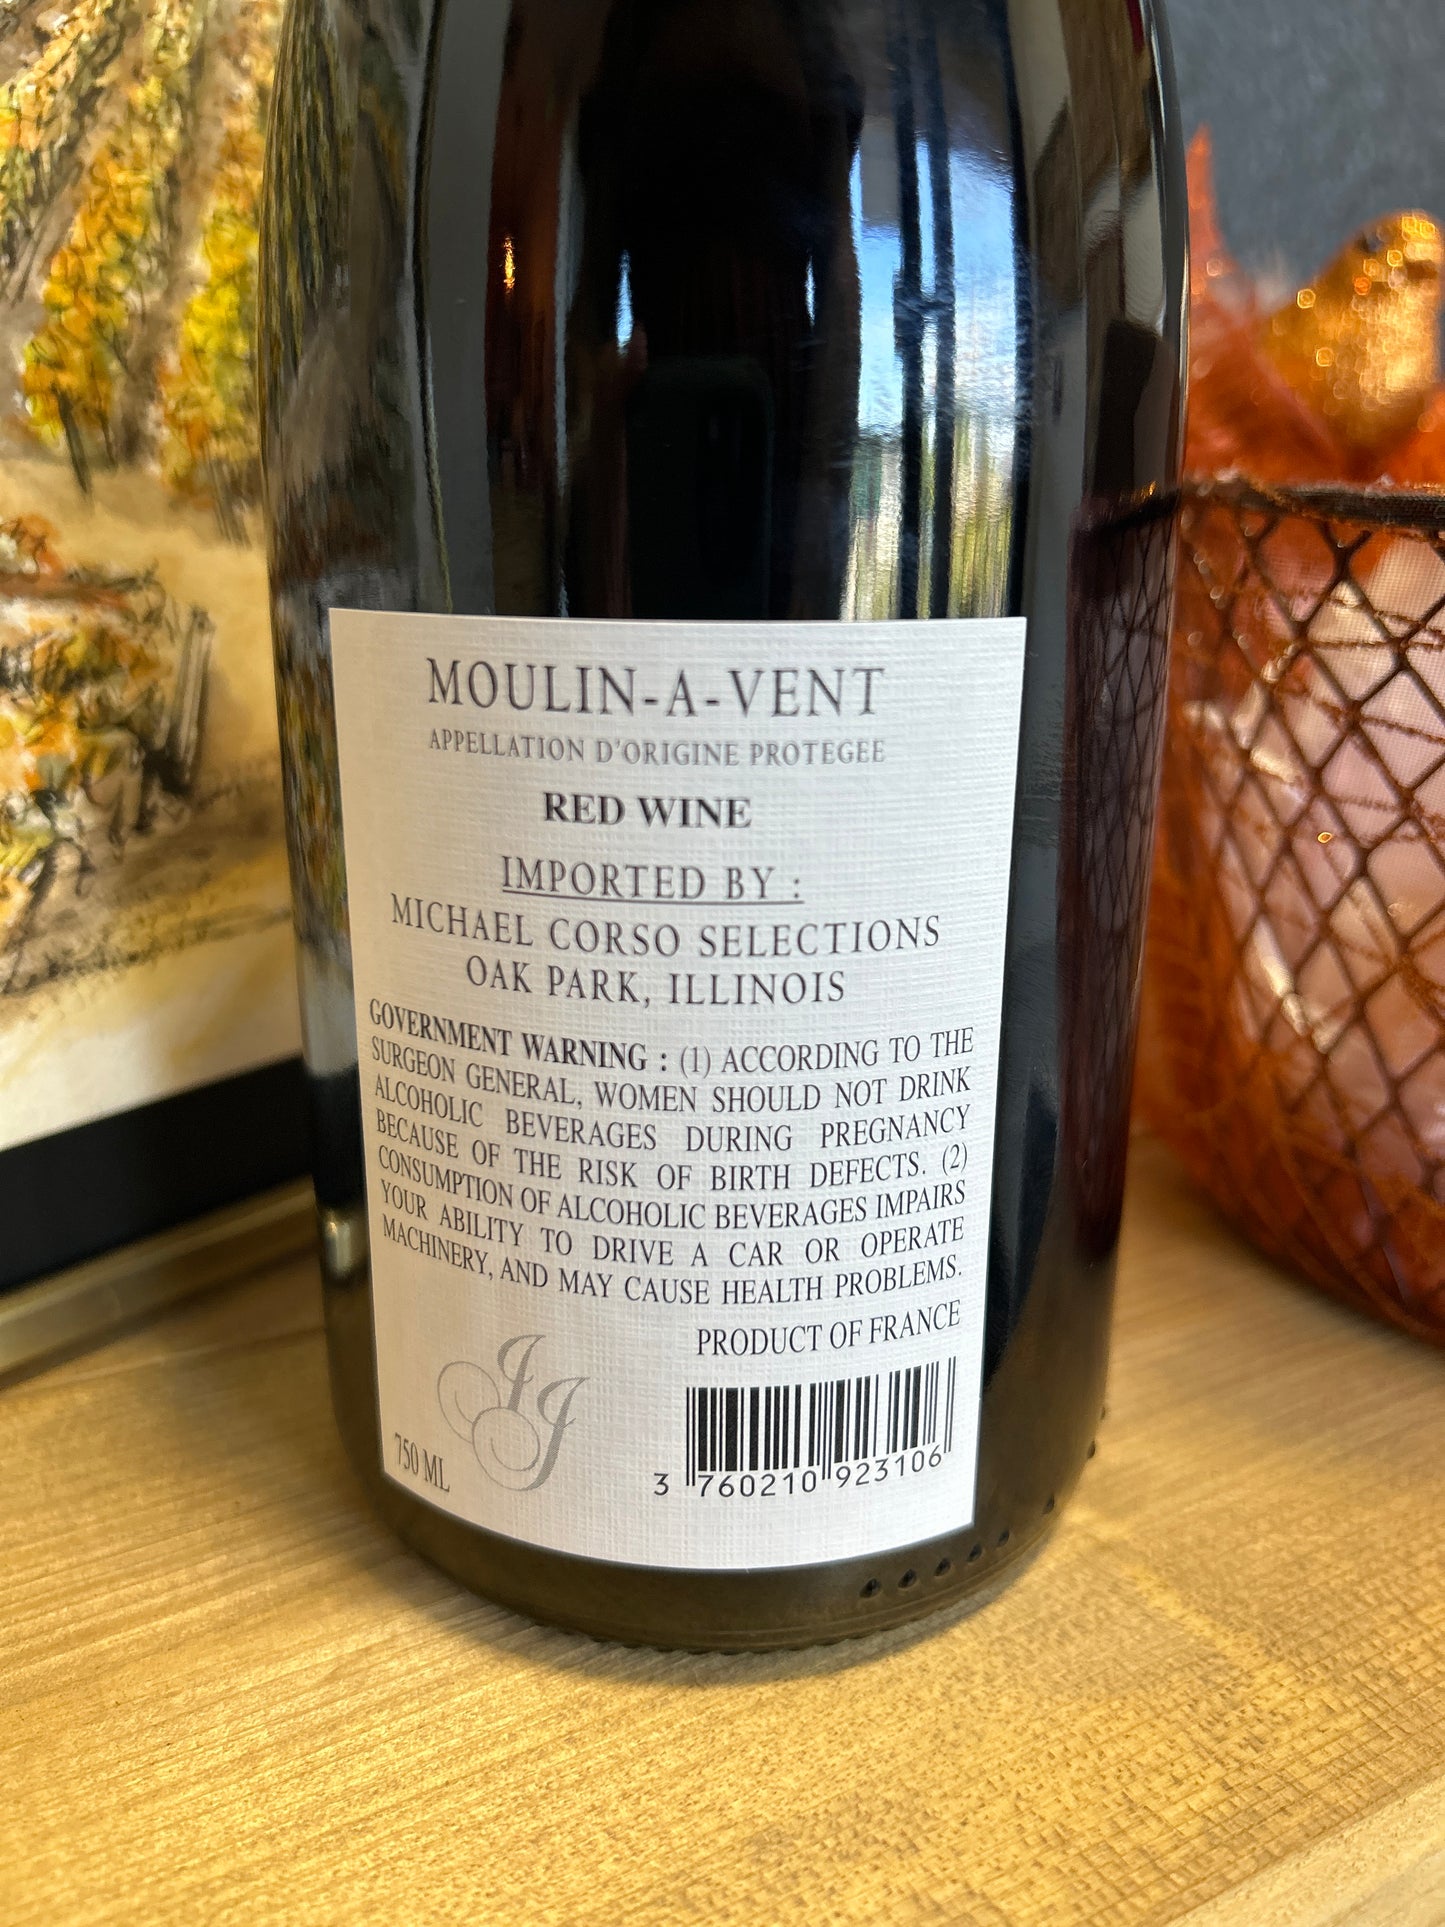 MOULIN-A-VENT
APPELLATION D'ORIGINE PROTEGEE
RED WINE
IMPORTED BY :
MICHAEL CORSO SELECTIONS
OAK PARK, ILLINOIS
GOVERNMENT WARNING : (1) ACCORDING TO THE
SURGEON GENERAL, WOMEN SHOULD NOT DRINK
ALCOHOLIC BEVERAGES DURING PREGNANCY
BECAUSE OF THE RISK OF BIRTH DEFECTS. (2)
CONSUMPTION OF ALCOHOLIC BEVERAGES IMPAIRS
YOUR ABILITY TO DRIVE A CAR OR OPERATE
MACHINERY, AND MAY CAUSE HEALTH PROBLEMS.
PRODUCT OF FRANCE
JJ
750 ML
3 760210 923106